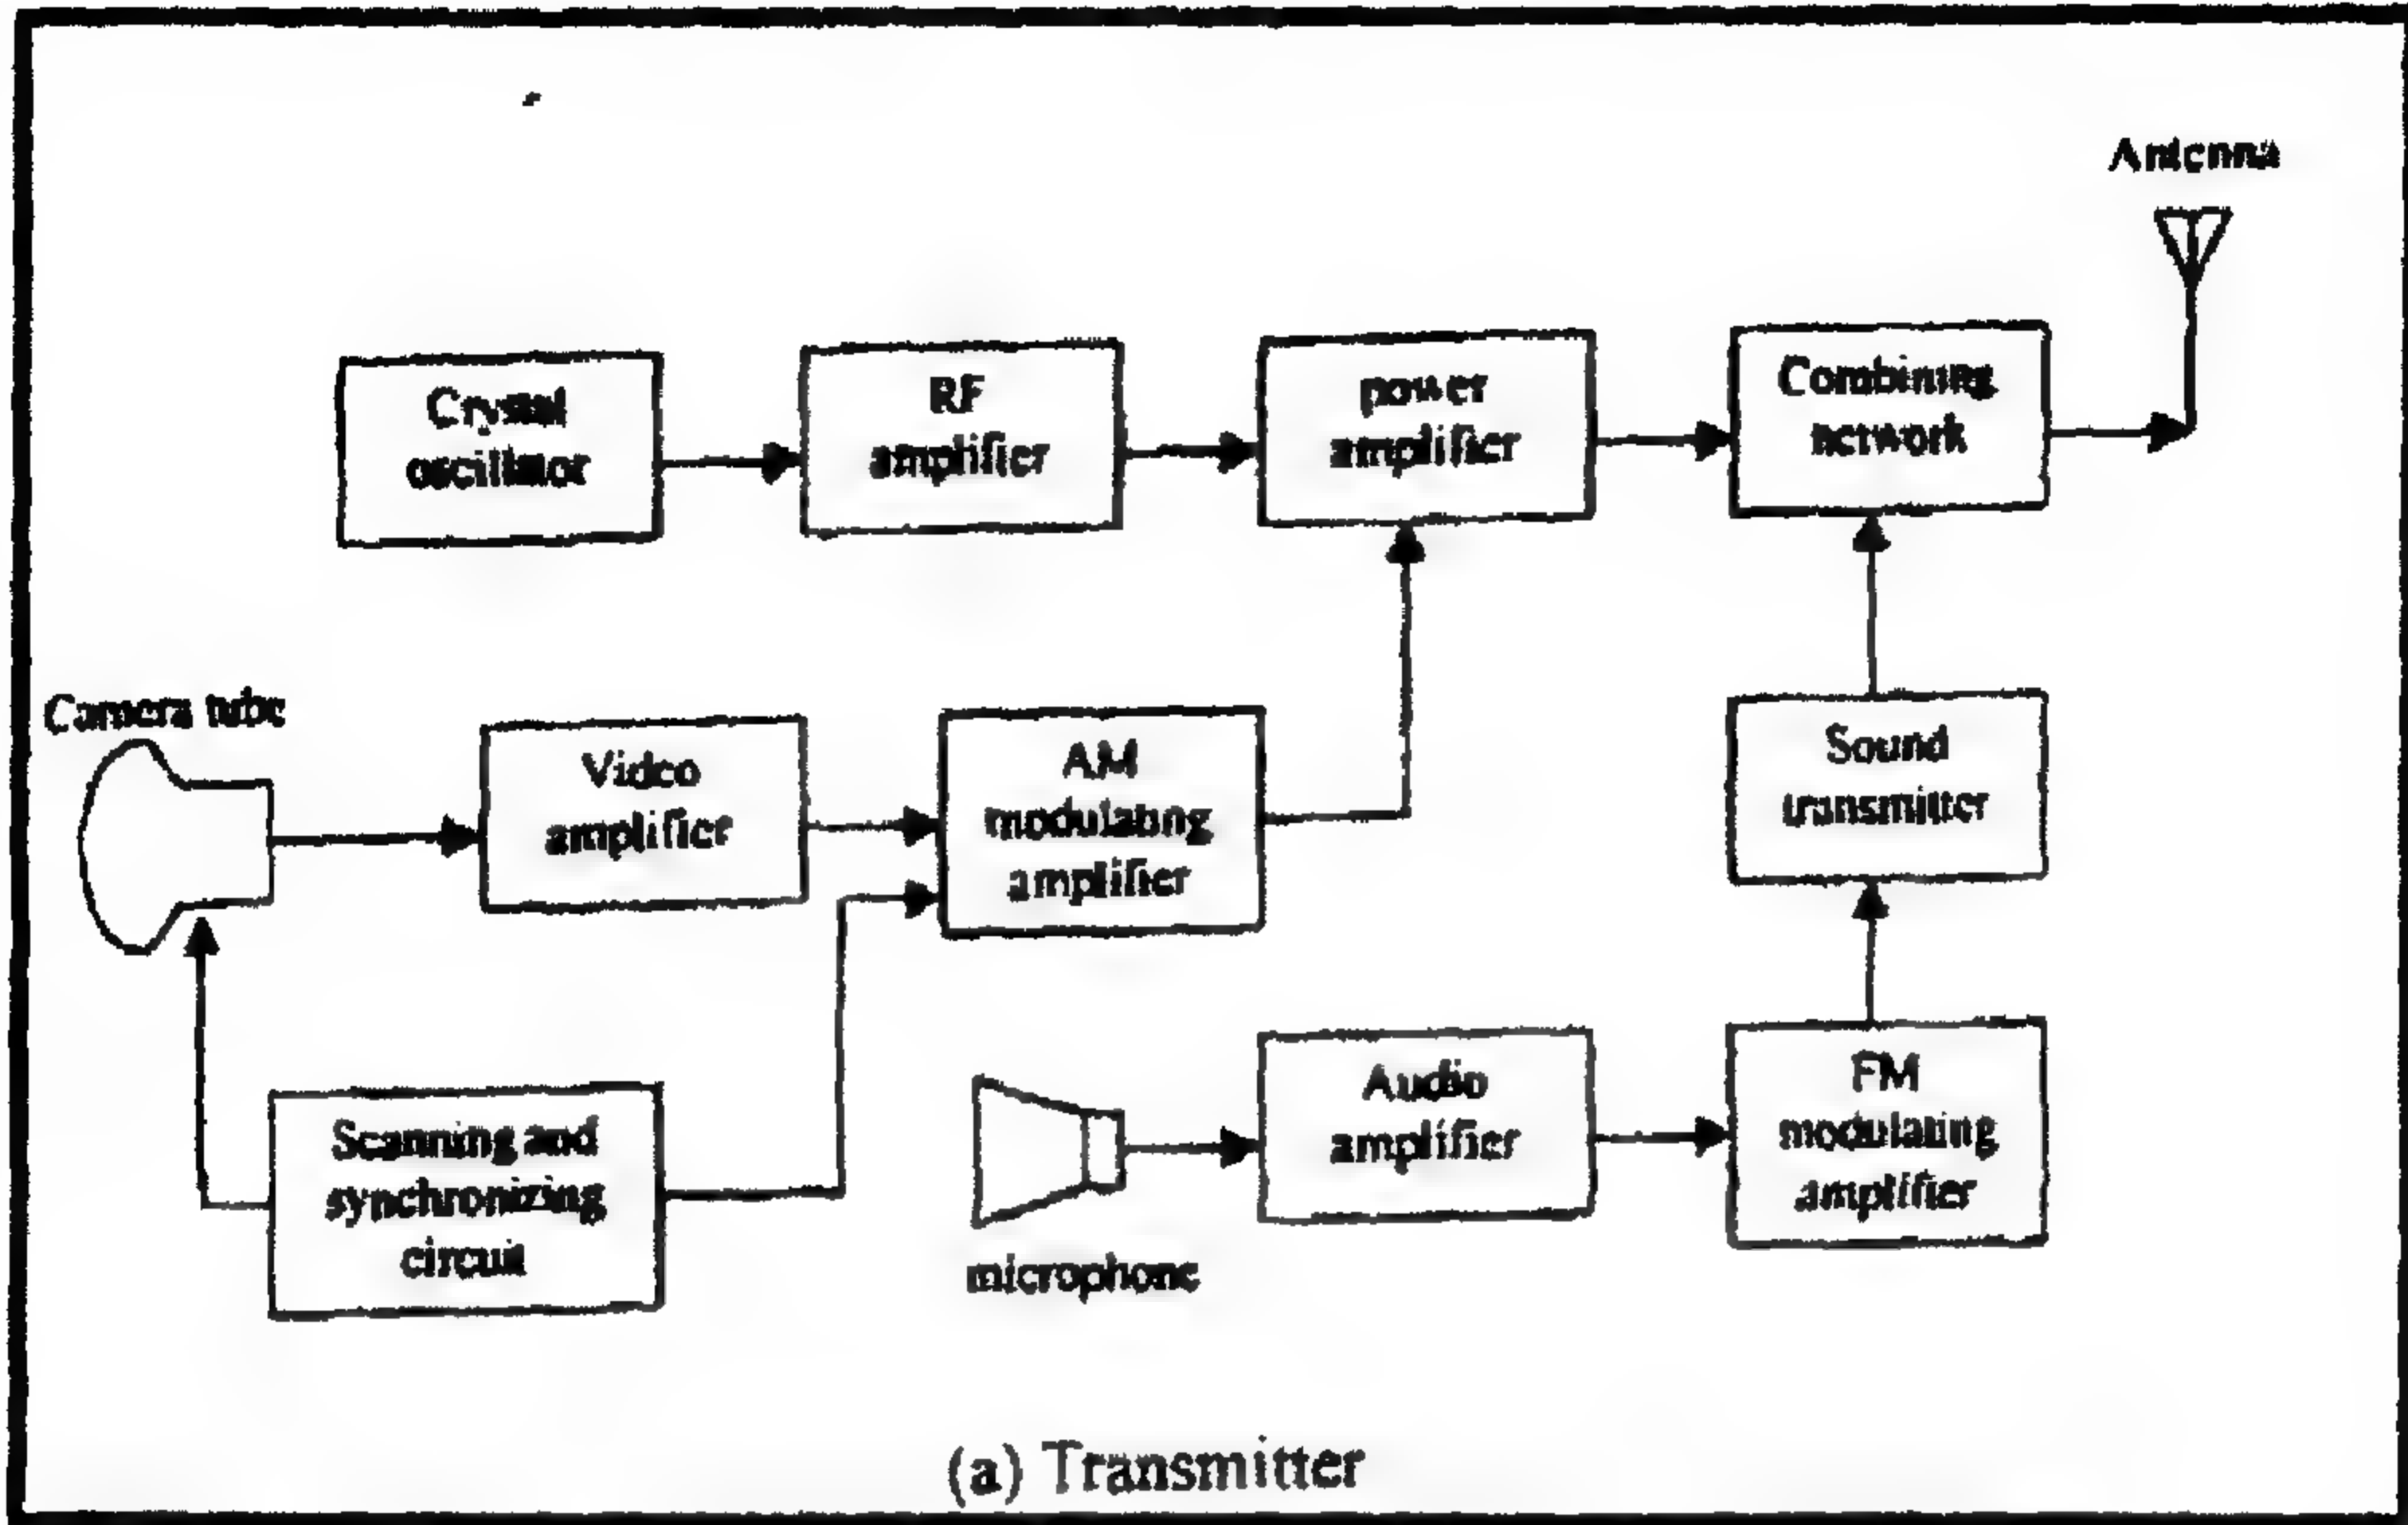 Antenna
Crystal
oscillator
RF
amplifier
power
amplifier
Combining
network
Camera tube
Video
amplifier
AM
modulating
amplifier
Sound
transmitter
Scanning and
synchronizing
circuit
microphone
Audio
amplifier
FM
modulating
amplifier
(a) Transmitter